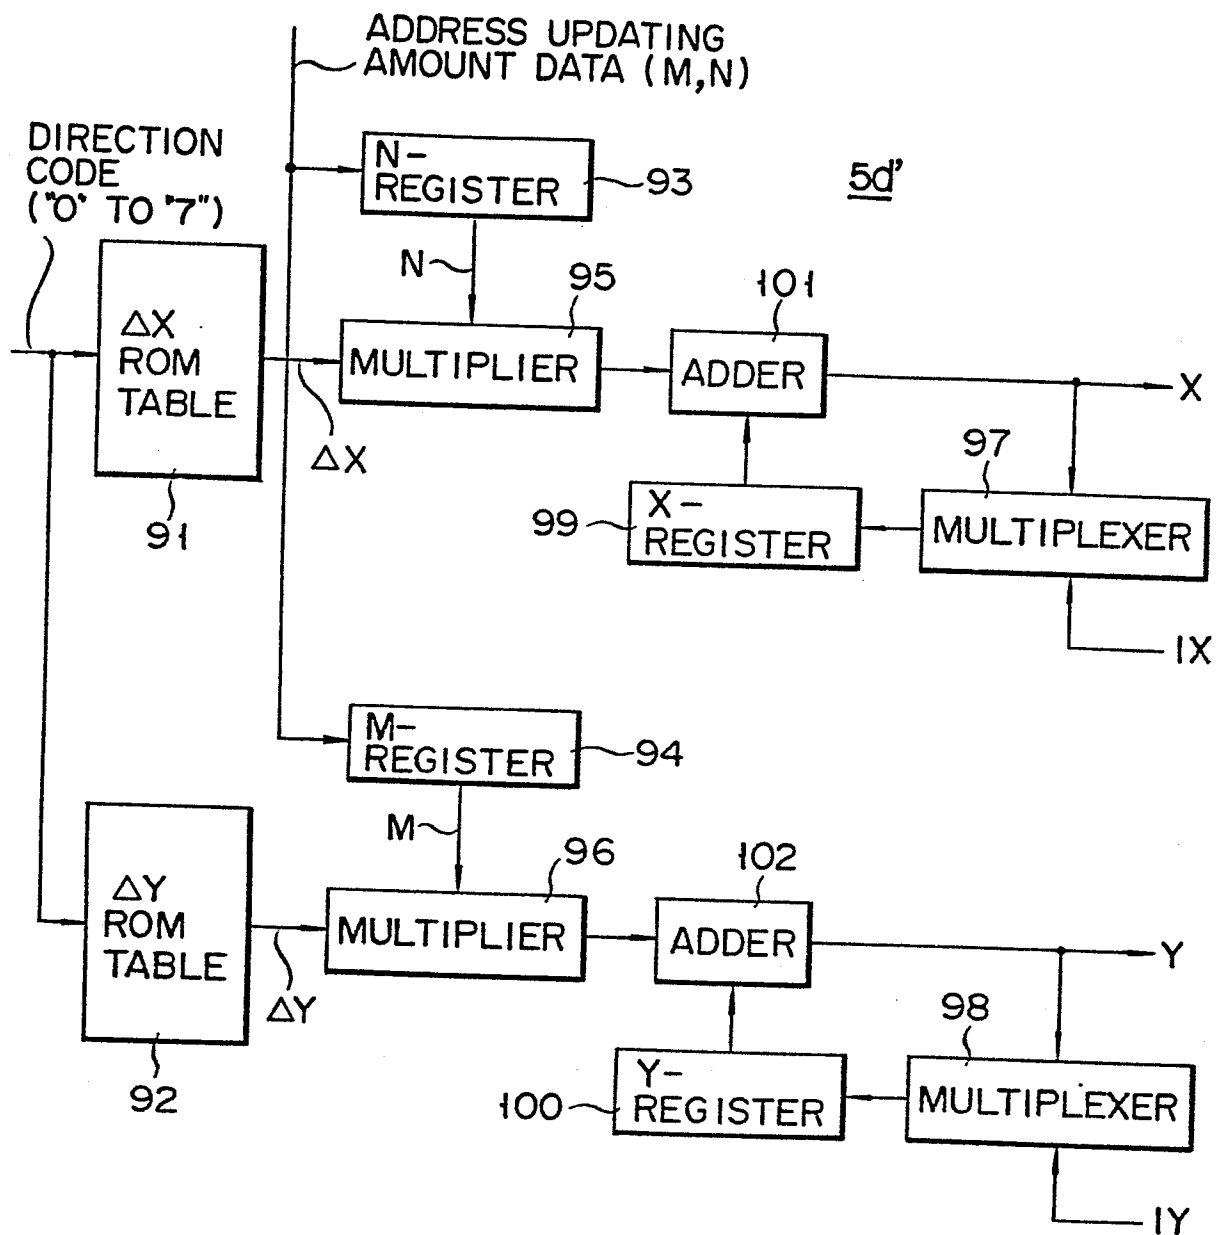 ADDRESS UPDATING
AMOUNT DATA (M,N)
DIRECTION
CODE
("0" TO "7")
N-
REGISTER
93
5d'
N
95
101
ΔX
ROM
TABLE
MULTIPLIER
ADDER
X
ΔX
97
91
99
X-
REGISTER
MULTIPLEXER
IX
M-
REGISTER
94
M
96
102
ΔY
ROM
TABLE
MULTIPLIER
ADDER
Y
ΔY
98
92
100
Y-
REGISTER
MULTIPLEXER
IY